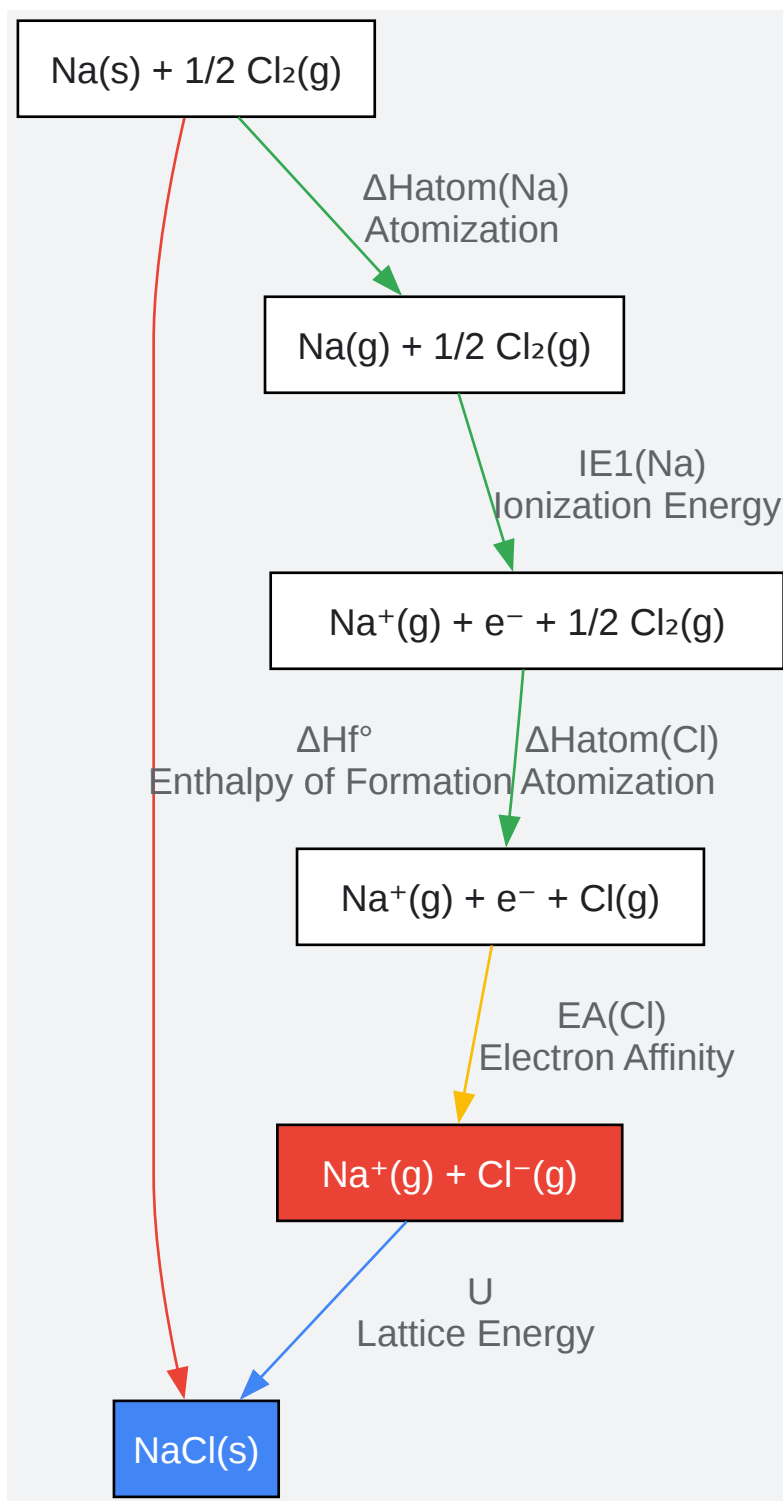 Na(s) + 1/2 Cl₂(g)
ΔHatom(Na)
Atomization
Na(g) + 1/2 Cl₂(g)
IE1(Na)
Ionization Energy
Na⁺(g) + e⁻ + 1/2 Cl₂(g)
ΔHf°
Enthalpy of Formation
ΔHatom(Cl)
Atomization
Na⁺(g) + e⁻ + Cl(g)
EA(Cl)
Electron Affinity
Na⁺(g) + Cl⁻(g)
U
Lattice Energy
NaCl(s)